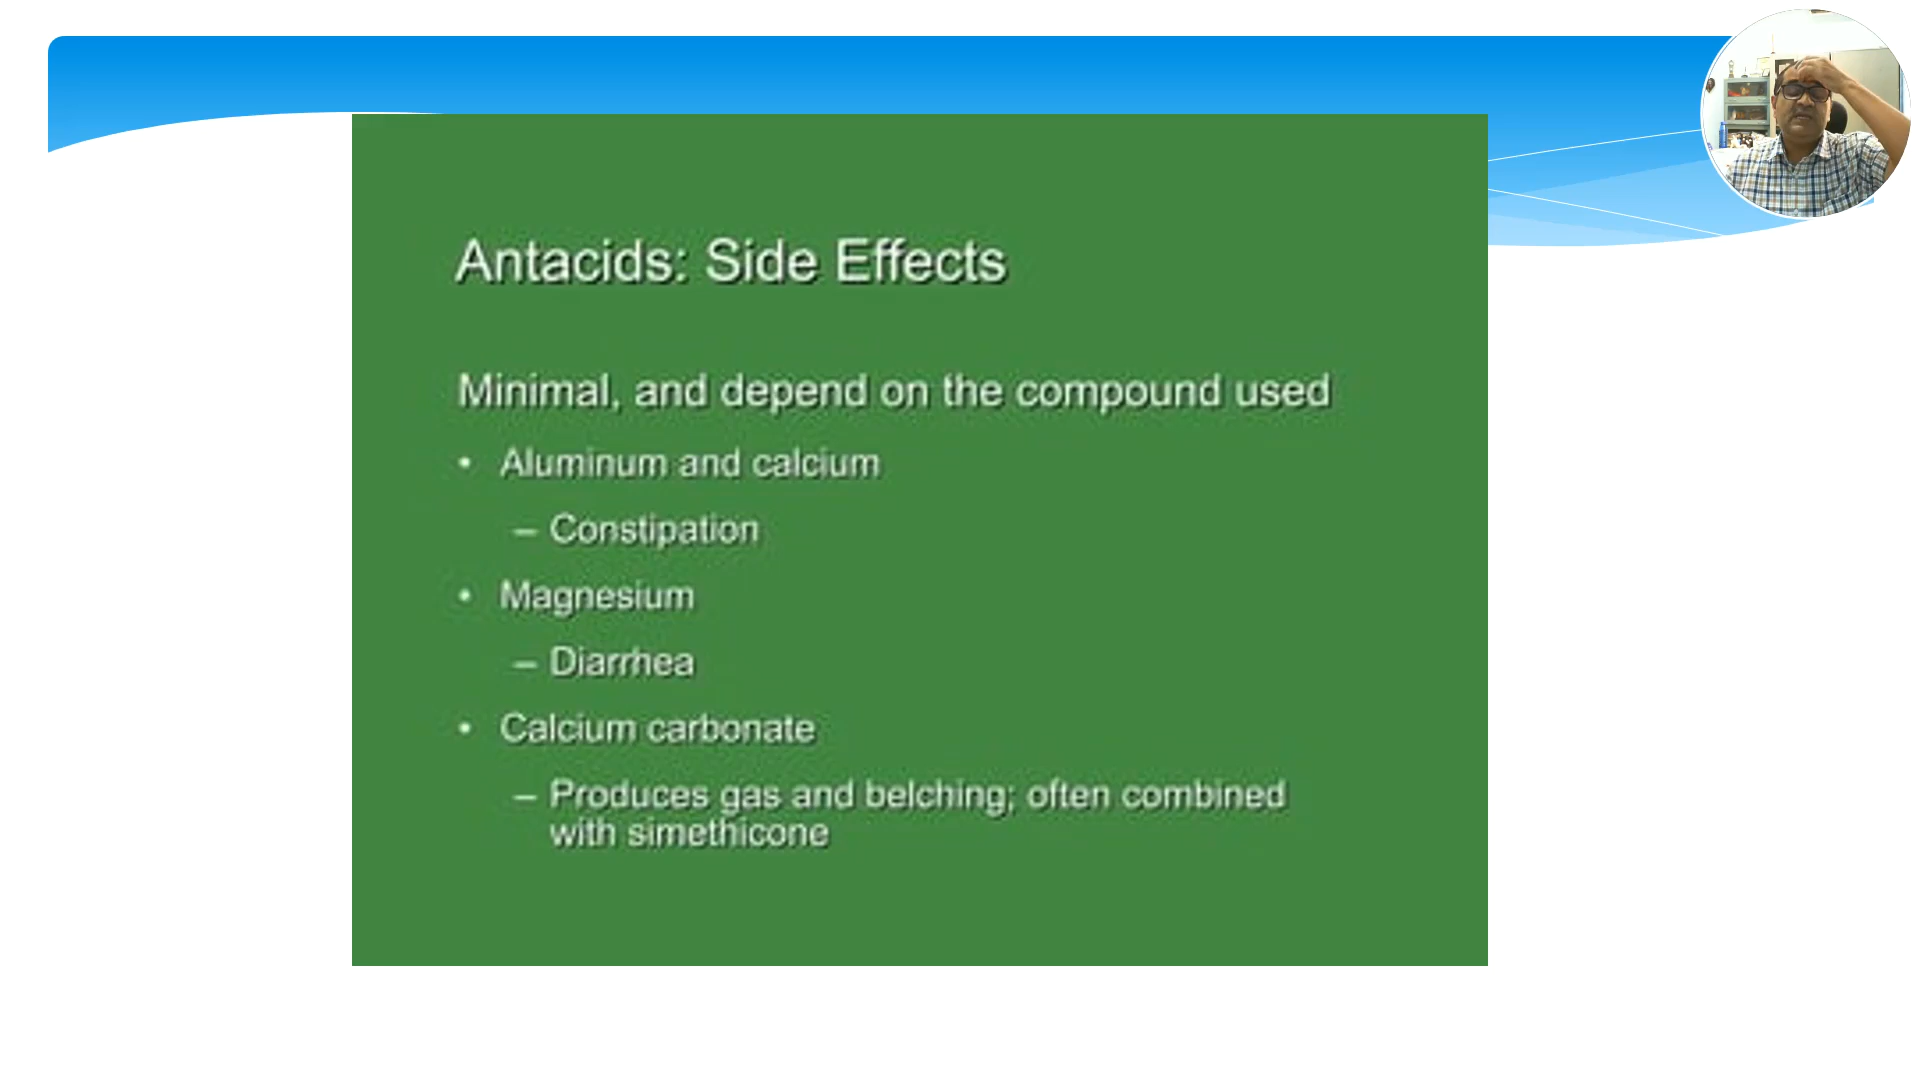 Antacids: Side Effects
Minimal, and depend on the compound used
• Aluminum and calcium
– Constipation
• Magnesium
– Diarrhea
• Calcium carbonate
– Produces gas and belching; often combined
with simethicone